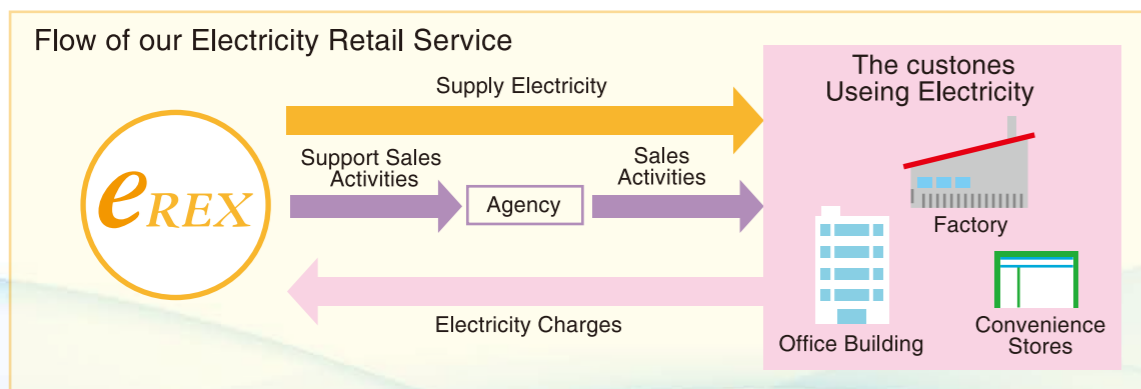 Flow of our Electricity Retail Service
The custones
Useing Electricity
Supply Electricity
eREX
Support Sales
Activities
Agency
Sales
Activities
Electricity Charges
Factory
Office Building
Convenience
Stores